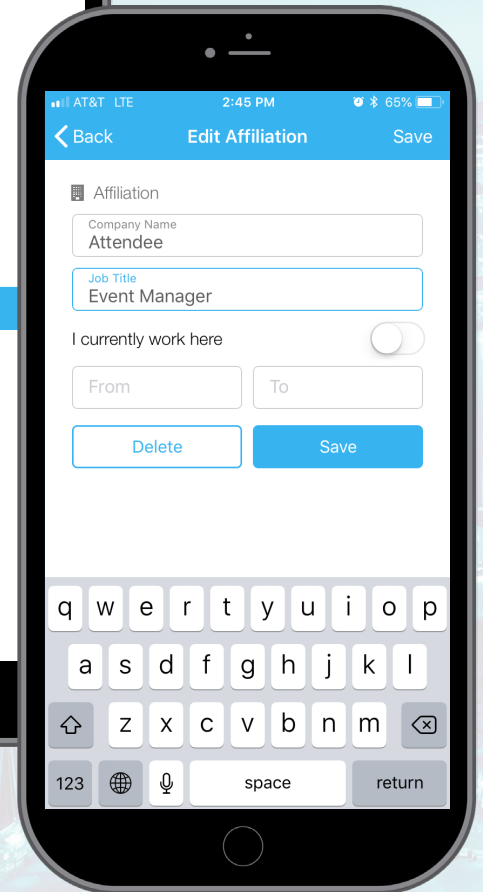 AT&T LTE 2:45 PM 65%
Back Edit Affiliation Save
Affiliation
Company Name
Attendee
Job Title
Event Manager
I currently work here
From To
Delete Save
q w e r t y u i o p
a s d f g h j k l
z x c v b n m
123 space return